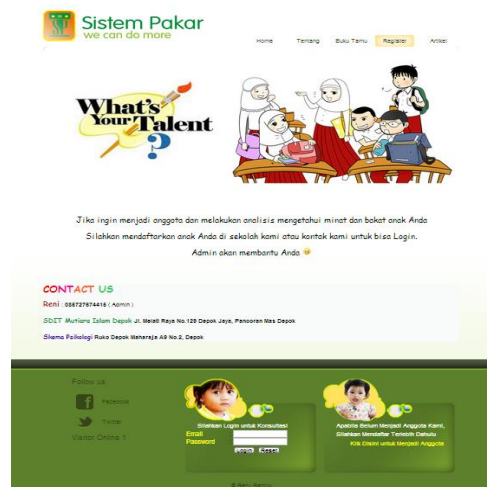 Sistem Pakar
we can do more
Home Tentang Buku Tamu Register Artikel
What's
Your Talent
?
Jika ingin menjadi anggota dan melakukan analisis mengetahui minat dan bakat anak Anda
Silahkan mendaftarkan anak Anda di sekolah kami atau kontak kami untuk bisa Login.
Admin akan membantu Anda
CONTACT US
Reni : 085727674415 ( Admin )
SDIT Mutiara Islam Depok Jl. Melati Raya No.129 Depok Jaya, Pancoran Mas Depok
Skema Psikologi Ruko Depok Maharaja A9 No.2, Depok
Follow us
Facebook
Twitter
Visitor Online 1
Silahkan Login untuk Konsultasi
Email
Password
Login Reset
Apabila Belum Menjadi Anggota Kami,
Silahkan Mendaftar Terlebih Dahulu
Klik Disini untuk Menjadi Anggota